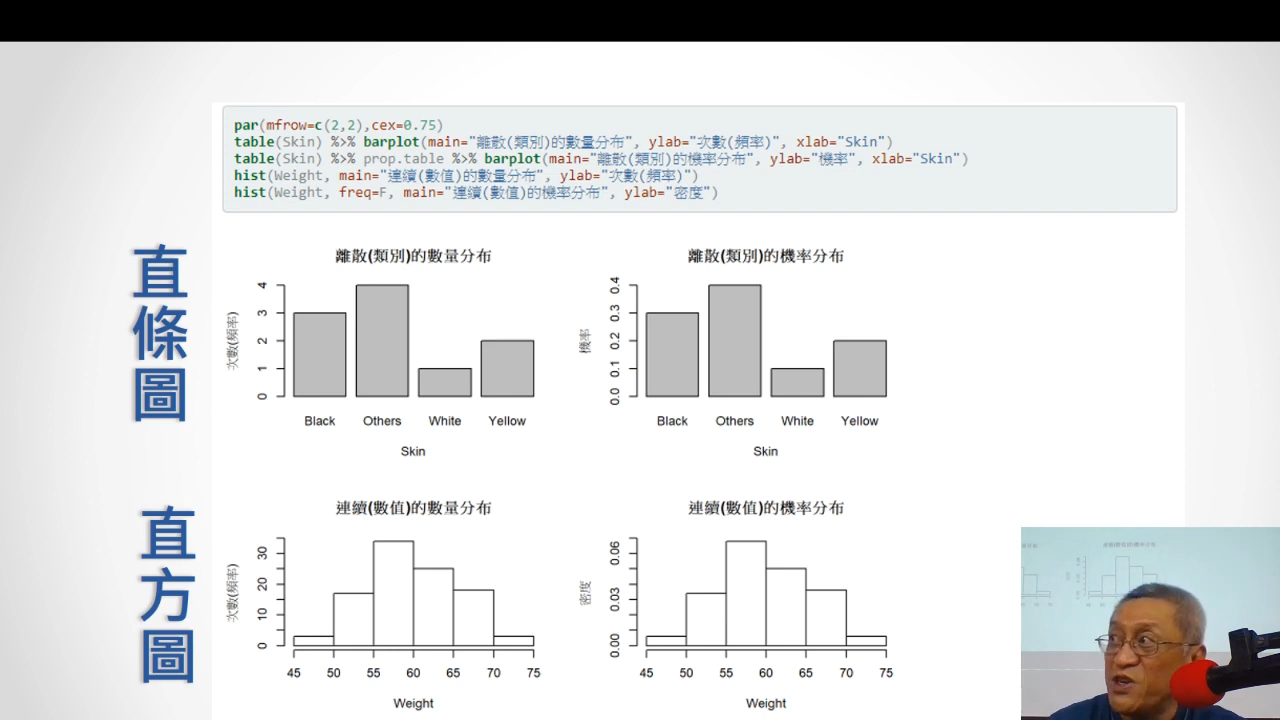 par(mfrow=c(2,2),cex=0.75)
table(Skin) %>% barplot(main="離散(類別)的數量分布", ylab="次數(頻率)", xlab="Skin")
table(Skin) %>% prop.table %>% barplot(main="離散(類別)的機率分布", ylab="機率", xlab="Skin")
hist(Weight, main="連續(數值)的數量分布", ylab="次數(頻率)")
hist(Weight, freq=F, main="連續(數值)的機率分布", ylab="密度")
直條圖
離散(類別)的數量分布
次數(頻率)
4
3
2
1
0
Black Others White Yellow
Skin
離散(類別)的機率分布
機率
0.4
0.3
0.2
0.1
0.0
Black Others White Yellow
Skin
直方圖
連續(數值)的數量分布
次數(頻率)
30
20
10
0
45 50 55 60 65 70 75
Weight
連續(數值)的機率分布
密度
0.06
0.03
0.00
45 50 55 60 65 70 75
Weight